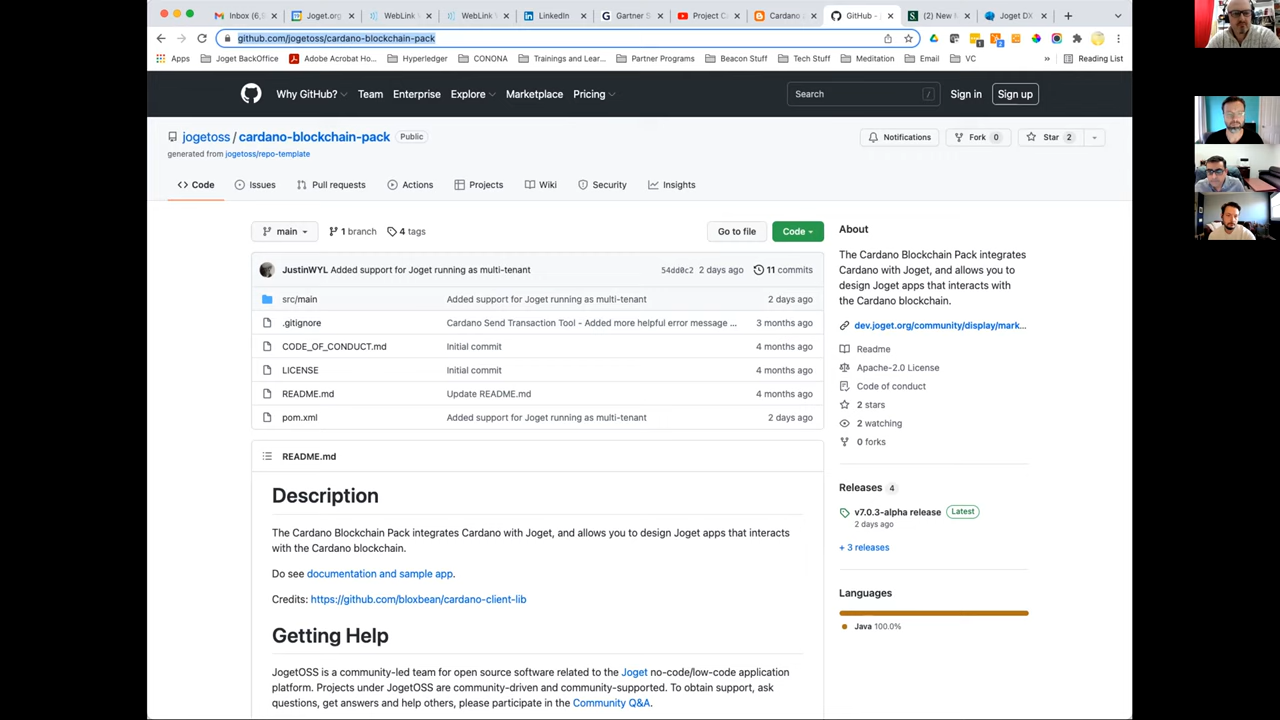 Inbox (6,
Joget.org
WebLink
WebLink
LinkedIn
Gartner S
Project C
Cardano
GitHub -
(2) New
Joget DX
github.com/jogetoss/cardano-blockchain-pack
Apps
Joget BackOffice
Adobe Acrobat Ho...
Hyperledger
CONONA
Trainings and Lear...
Partner Programs
Beacon Stuff
Tech Stuff
Meditation
Email
VC
»
Reading List
Why GitHub?
Team
Enterprise
Explore
Marketplace
Pricing
Search
/
Sign in
Sign up
jogetoss / cardano-blockchain-pack
Public
generated from jogetoss/repo-template
Notifications
Fork 0
Star 2
Code
Issues
Pull requests
Actions
Projects
Wiki
Security
Insights
main
1 branch
4 tags
Go to file
Code
JustinWYL Added support for Joget running as multi-tenant
54dd0c2 2 days ago
11 commits
src/main
Added support for Joget running as multi-tenant
2 days ago
.gitignore
Cardano Send Transaction Tool - Added more helpful error message ...
3 months ago
CODE_OF_CONDUCT.md
Initial commit
4 months ago
LICENSE
Initial commit
4 months ago
README.md
Update README.md
4 months ago
pom.xml
Added support for Joget running as multi-tenant
2 days ago
README.md
Description
The Cardano Blockchain Pack integrates Cardano with Joget, and allows you to design Joget apps that interacts
with the Cardano blockchain.
Do see documentation and sample app.
Credits: https://github.com/bloxbean/cardano-client-lib
Getting Help
JogetOSS is a community-led team for open source software related to the Joget no-code/low-code application
platform. Projects under JogetOSS are community-driven and community-supported. To obtain support, ask
questions, get answers and help others, please participate in the Community Q&A.
About
The Cardano Blockchain Pack integrates
Cardano with Joget, and allows you to
design Joget apps that interacts with
the Cardano blockchain.
dev.joget.org/community/display/mark...
Readme
Apache-2.0 License
Code of conduct
2 stars
2 watching
0 forks
Releases 4
v7.0.3-alpha release
Latest
2 days ago
+ 3 releases
Languages
Java 100.0%